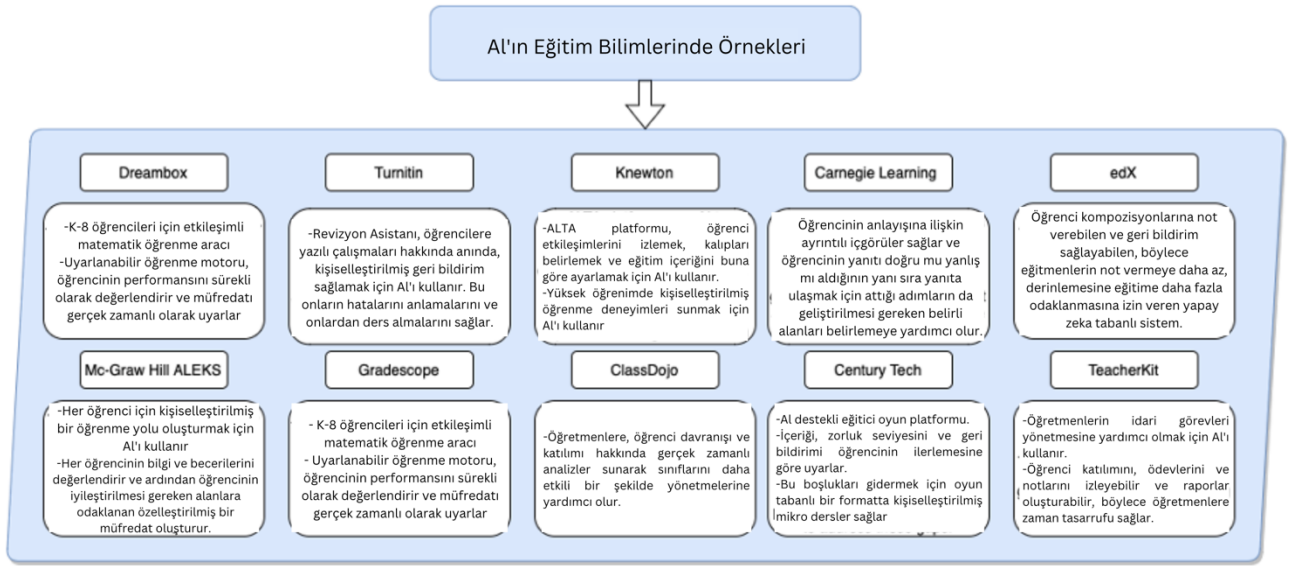 AI'ın Eğitim Bilimlerinde Örnekleri
Dreambox
-K-8 öğrencileri için etkileşimli
matematik öğrenme aracı
-Uyarlanabilir öğrenme motoru,
öğrencinin performansını sürekli
olarak değerlendirir ve müfredatı
gerçek zamanlı olarak uyarlar
Turnitin
-Revizyon Asistanı, öğrencilere
yazılı çalışmaları hakkında anında,
kişiselleştirilmiş geri bildirim
sağlamak için AI'ı kullanır. Bu
onların hatalarını anlamalarını ve
onlardan ders almalarını sağlar.
Knewton
-ALTA platformu, öğrenci
etkileşimlerini izlemek, kalıpları
belirlemek ve eğitim içeriğini buna
göre ayarlamak için AI'ı kullanır.
-Yüksek öğrenimde kişiselleştirilmiş
öğrenme deneyimleri sunmak için
AI'ı kullanır
Carnegie Learning
Öğrencinin anlayışına ilişkin
ayrıntılı içgörüler sağlar ve
öğrencinin yanıtı doğru mu yanlış
mı aldığının yanı sıra yanıta
ulaşmak için attığı adımların da
geliştirilmesi gereken belirli
alanları belirlemeye yardımcı olur.
edX
Öğrenci kompozisyonlarına not
verebilen ve geri bildirim
sağlayabilen, böylece
eğitmenlerin not vermeye daha az,
derinlemesine eğitime daha fazla
odaklanmasına izin veren yapay
zeka tabanlı sistem.
Mc-Graw Hill ALEKS
-Her öğrenci için kişiselleştirilmiş
bir öğrenme yolu oluşturmak için
AI'ı kullanır
-Her öğrencinin bilgi ve becerilerini
değerlendirir ve ardından öğrencinin
iyileştirilmesi gereken alanlara
odaklanan özelleştirilmiş bir
müfredat oluşturur.
Gradescope
- K-8 öğrencileri için etkileşimli
matematik öğrenme aracı
- Uyarlanabilir öğrenme motoru,
öğrencinin performansını sürekli
olarak değerlendirir ve müfredatı
gerçek zamanlı olarak uyarlar
ClassDojo
-Öğretmenlere, öğrenci davranışı ve
katılımı hakkında gerçek zamanlı
analizler sunarak sınıflarını daha
etkili bir şekilde yönetmelerine
yardımcı olur.
Century Tech
-AI destekli eğitici oyun platformu.
-İçeriği, zorluk seviyesini ve geri
bildirimi öğrencinin ilerlemesine
göre uyarlar.
-Bu boşlukları gidermek için oyun
tabanlı bir formatta kişiselleştirilmiş
mikro dersler sağlar
TeacherKit
-Öğretmenlerin idari görevleri
yönetmesine yardımcı olmak için AI'ı
kullanır.
-Öğrenci katılımını, ödevlerini ve
notlarını izleyebilir ve raporlar
oluşturabilir, böylece öğretmenlere
zaman tasarrufu sağlar.